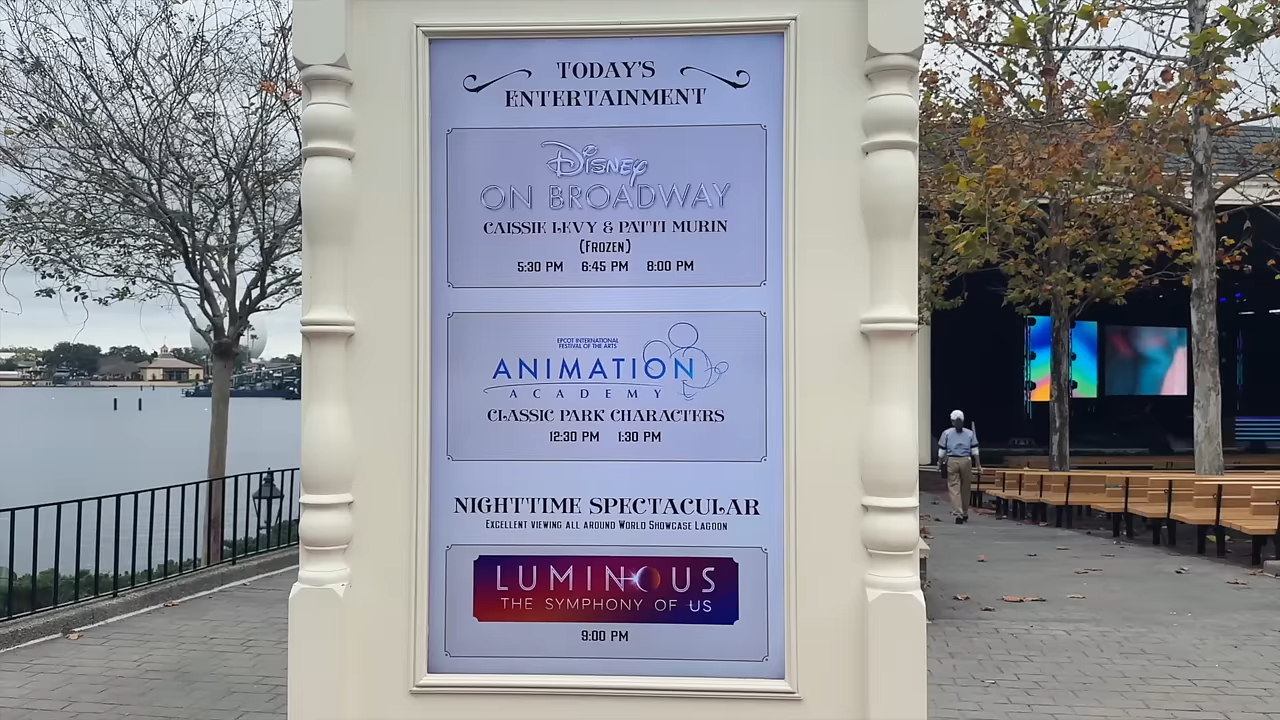 TODAY'S
ENTERTAINMENT
Disney
ON BROADWAY
CAISSIE LEVY & PATTI MURIN
(FROZEN)
5:30 PM 6:45 PM 8:00 PM
EPCOT INTERNATIONAL
FESTIVAL OF THE ARTS
ANIMATION
ACADEMY
CLASSIC PARK CHARACTERS
12:30 PM 1:30 PM
NIGHTTIME SPECTACULAR
EXCELLENT VIEWING ALL AROUND WORLD SHOWCASE LAGOON
LUMINOUS
THE SYMPHONY OF US
9:00 PM